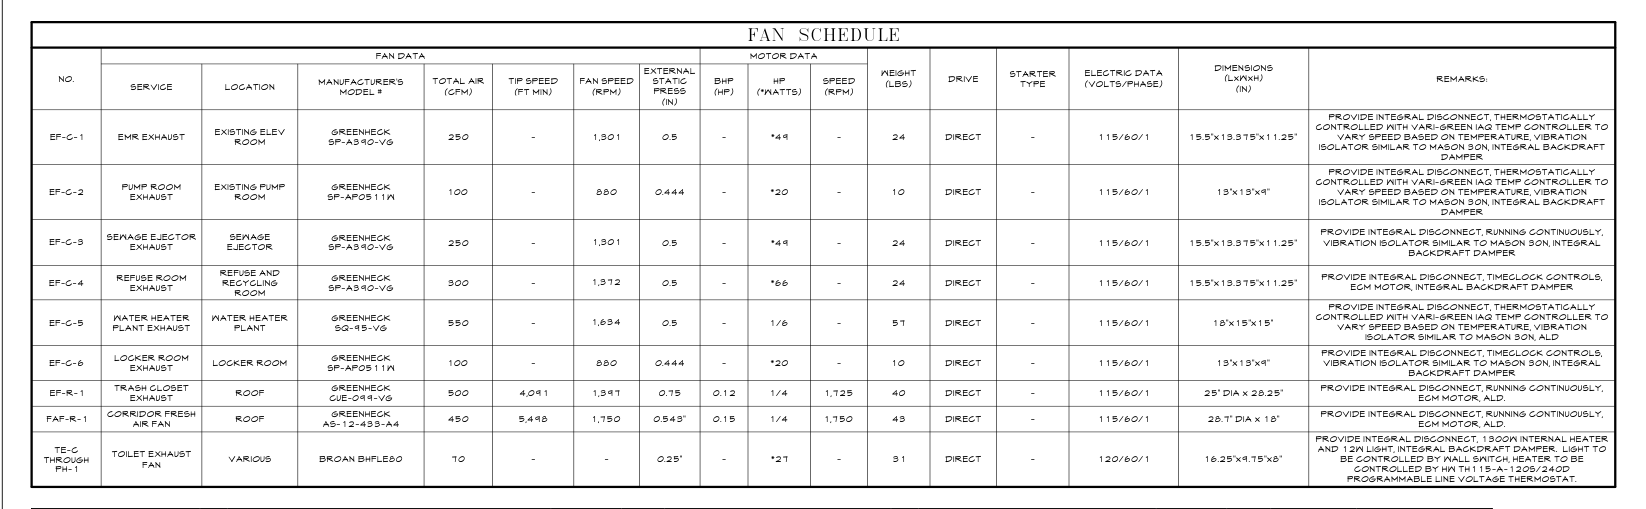 FAN SCHEDULE
NO.
FAN DATA
MOTOR DATA
WEIGHT
(LBS)
DRIVE
STARTER
TYPE
ELECTRIC DATA
(VOLTS/PHASE)
DIMENSIONS
(LxWxH)
(IN)
REMARKS:
SERVICE
LOCATION
MANUFACTURER'S
MODEL #
TOTAL AIR
(CFM)
TIP SPEED
(FT MIN)
FAN SPEED
(RPM)
EXTERNAL
STATIC
PRESS
(IN)
BHP
(HP)
HP
(*WATTS)
SPEED
(RPM)
EF-C-1
EMR EXHAUST
EXISTING ELEV
ROOM
GREENHECK
SP-A390-VG
250
-
1,301
0.5
-
*49
-
24
DIRECT
-
115/60/1
15.5"x13.375"x11.25"
PROVIDE INTEGRAL DISCONNECT, THERMOSTATICALLY
CONTROLLED WITH VARI-GREEN IAQ TEMP CONTROLLER TO
VARY SPEED BASED ON TEMPERATURE, VIBRATION
ISOLATOR SIMILAR TO MASON 30N, INTEGRAL BACKDRAFT
DAMPER
EF-C-2
PUMP ROOM
EXHAUST
EXISTING PUMP
ROOM
GREENHECK
SP-AP0511W
100
-
880
0.444
-
*20
-
10
DIRECT
-
115/60/1
13"x13"x9"
PROVIDE INTEGRAL DISCONNECT, THERMOSTATICALLY
CONTROLLED WITH VARI-GREEN IAQ TEMP CONTROLLER TO
VARY SPEED BASED ON TEMPERATURE, VIBRATION
ISOLATOR SIMILAR TO MASON 30N, INTEGRAL BACKDRAFT
DAMPER
EF-C-3
SEWAGE EJECTOR
EXHAUST
SEWAGE
EJECTOR
GREENHECK
SP-A390-VG
250
-
1,301
0.5
-
*49
-
24
DIRECT
-
115/60/1
15.5"x13.375"x11.25"
PROVIDE INTEGRAL DISCONNECT, RUNNING CONTINUOUSLY,
VIBRATION ISOLATOR SIMILAR TO MASON 30N, INTEGRAL
BACKDRAFT DAMPER
EF-C-4
REFUSE ROOM
EXHAUST
REFUSE AND
RECYCLING
ROOM
GREENHECK
SP-A390-VG
300
-
1,372
0.5
-
*66
-
24
DIRECT
-
115/60/1
15.5"x13.375"x11.25"
PROVIDE INTEGRAL DISCONNECT, TIMECLOCK CONTROLS,
ECM MOTOR, INTEGRAL BACKDRAFT DAMPER
EF-C-5
WATER HEATER
PLANT EXHAUST
WATER HEATER
PLANT
GREENHECK
SQ-95-VG
550
-
1,634
0.5
-
1/6
-
57
DIRECT
-
115/60/1
18"x15"x15"
PROVIDE INTEGRAL DISCONNECT, THERMOSTATICALLY
CONTROLLED WITH VARI-GREEN IAQ TEMP CONTROLLER TO
VARY SPEED BASED ON TEMPERATURE, VIBRATION
ISOLATOR SIMILAR TO MASON 30N, ALD
EF-C-6
LOCKER ROOM
EXHAUST
LOCKER ROOM
GREENHECK
SP-AP0511W
100
-
880
0.444
-
*20
-
10
DIRECT
-
115/60/1
13"x13"x9"
PROVIDE INTEGRAL DISCONNECT, TIMECLOCK CONTROLS,
VIBRATION ISOLATOR SIMILAR TO MASON 30N, INTEGRAL
BACKDRAFT DAMPER
EF-R-1
TRASH CLOSET
EXHAUST
ROOF
GREENHECK
CUE-099-VG
500
4,091
1,397
0.75
0.12
1/4
1,725
40
DIRECT
-
115/60/1
25" DIA x 28.25"
PROVIDE INTEGRAL DISCONNECT, RUNNING CONTINUOUSLY,
ECM MOTOR, ALD.
FAF-R-1
CORRIDOR FRESH
AIR FAN
ROOF
GREENHECK
AS-12-433-A4
450
5,498
1,750
0.543"
0.15
1/4
1,750
43
DIRECT
-
115/60/1
28.7" DIA x 18"
PROVIDE INTEGRAL DISCONNECT, RUNNING CONTINUOUSLY,
ECM MOTOR, ALD.
TE-C
THROUGH
PH-1
TOILET EXHAUST
FAN
VARIOUS
BROAN BHFLE80
70
-
-
0.25"
-
*27
-
31
DIRECT
-
120/60/1
16.25"x9.75"x8"
PROVIDE INTEGRAL DISCONNECT, 1300W INTERNAL HEATER
AND 12W LIGHT, INTEGRAL BACKDRAFT DAMPER. LIGHT TO
BE CONTROLLED BY WALL SWITCH, HEATER TO BE
CONTROLLED BY HW TH115-A-120S/240D
PROGRAMMABLE LINE VOLTAGE THERMOSTAT.